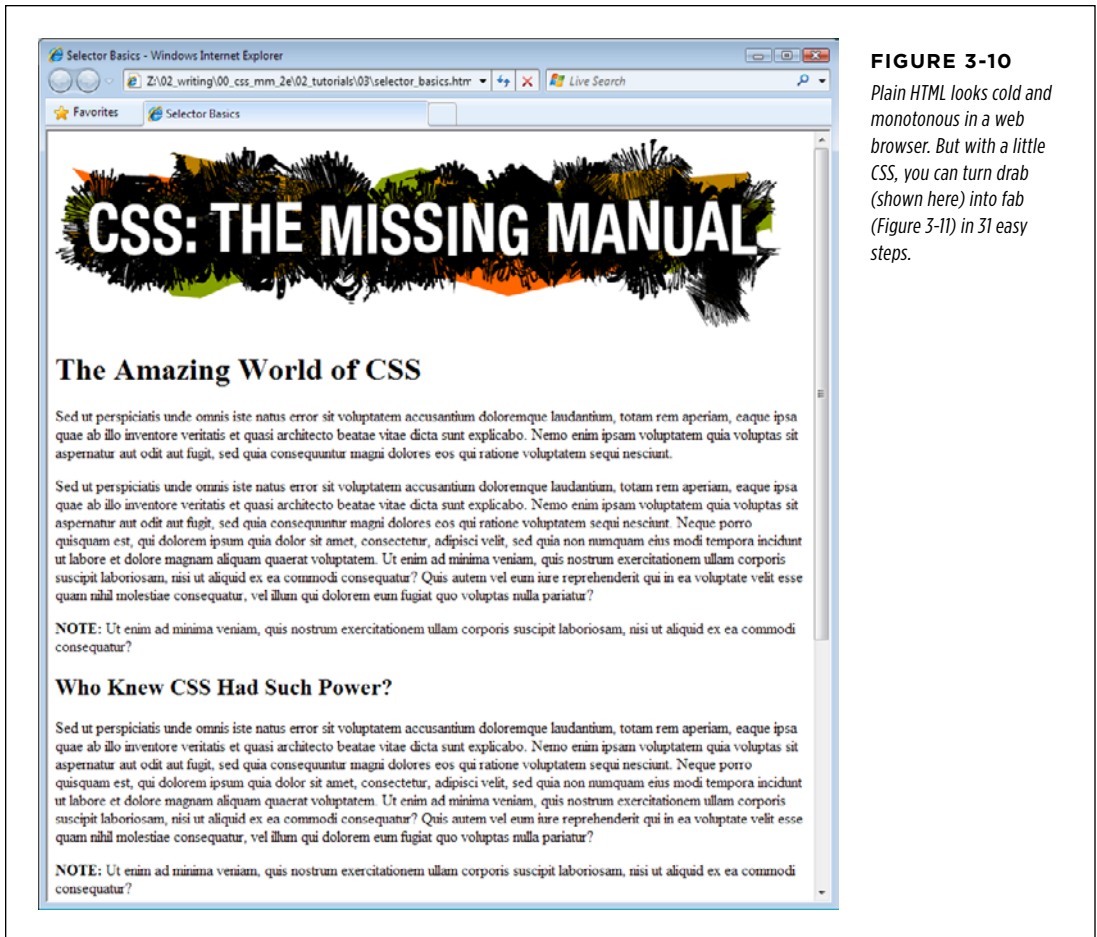 Selector Basics - Windows Internet Explorer
Z:\02_writing\00_css_mm_2e\02_tutorials\03\selector_basics.htm
Live Search
Favorites
Selector Basics
CSS: THE MISSING MANUAL
The Amazing World of CSS
Sed ut perspiciatis unde omnis iste natus error sit voluptatem accusantium doloremque laudantium, totam rem aperiam, eaque ipsa
quae ab illo inventore veritatis et quasi architecto beatae vitae dicta sunt explicabo. Nemo enim ipsam voluptatem quia voluptas sit
aspernatur aut odit aut fugit, sed quia consequuntur magni dolores eos qui ratione voluptatem sequi nesciunt.
Sed ut perspiciatis unde omnis iste natus error sit voluptatem accusantium doloremque laudantium, totam rem aperiam, eaque ipsa
quae ab illo inventore veritatis et quasi architecto beatae vitae dicta sunt explicabo. Nemo enim ipsam voluptatem quia voluptas sit
aspernatur aut odit aut fugit, sed quia consequuntur magni dolores eos qui ratione voluptatem sequi nesciunt. Neque porro
quisquam est, qui dolorem ipsum quia dolor sit amet, consectetur, adipisci velit, sed quia non numquam eius modi tempora incidunt
ut labore et dolore magnam aliquam quaerat voluptatem. Ut enim ad minima veniam, quis nostrum exercitationem ullam corporis
suscipit laboriosam, nisi ut aliquid ex ea commodi consequatur? Quis autem vel eum iure reprehenderit qui in ea voluptate velit esse
quam nihil molestiae consequatur, vel illum qui dolorem eum fugiat quo voluptas nulla pariatur?
NOTE: Ut enim ad minima veniam, quis nostrum exercitationem ullam corporis suscipit laboriosam, nisi ut aliquid ex ea commodi
consequatur?
Who Knew CSS Had Such Power?
Sed ut perspiciatis unde omnis iste natus error sit voluptatem accusantium doloremque laudantium, totam rem aperiam, eaque ipsa
quae ab illo inventore veritatis et quasi architecto beatae vitae dicta sunt explicabo. Nemo enim ipsam voluptatem quia voluptas sit
aspernatur aut odit aut fugit, sed quia consequuntur magni dolores eos qui ratione voluptatem sequi nesciunt. Neque porro
quisquam est, qui dolorem ipsum quia dolor sit amet, consectetur, adipisci velit, sed quia non numquam eius modi tempora incidunt
ut labore et dolore magnam aliquam quaerat voluptatem. Ut enim ad minima veniam, quis nostrum exercitationem ullam corporis
suscipit laboriosam, nisi ut aliquid ex ea commodi consequatur? Quis autem vel eum iure reprehenderit qui in ea voluptate velit esse
quam nihil molestiae consequatur, vel illum qui dolorem eum fugiat quo voluptas nulla pariatur?
NOTE: Ut enim ad minima veniam, quis nostrum exercitationem ullam corporis suscipit laboriosam, nisi ut aliquid ex ea commodi
consequatur?
FIGURE 3-10
Plain HTML looks cold and
monotonous in a web
browser. But with a little
CSS, you can turn drab
(shown here) into fab
(Figure 3-11) in 31 easy
steps.